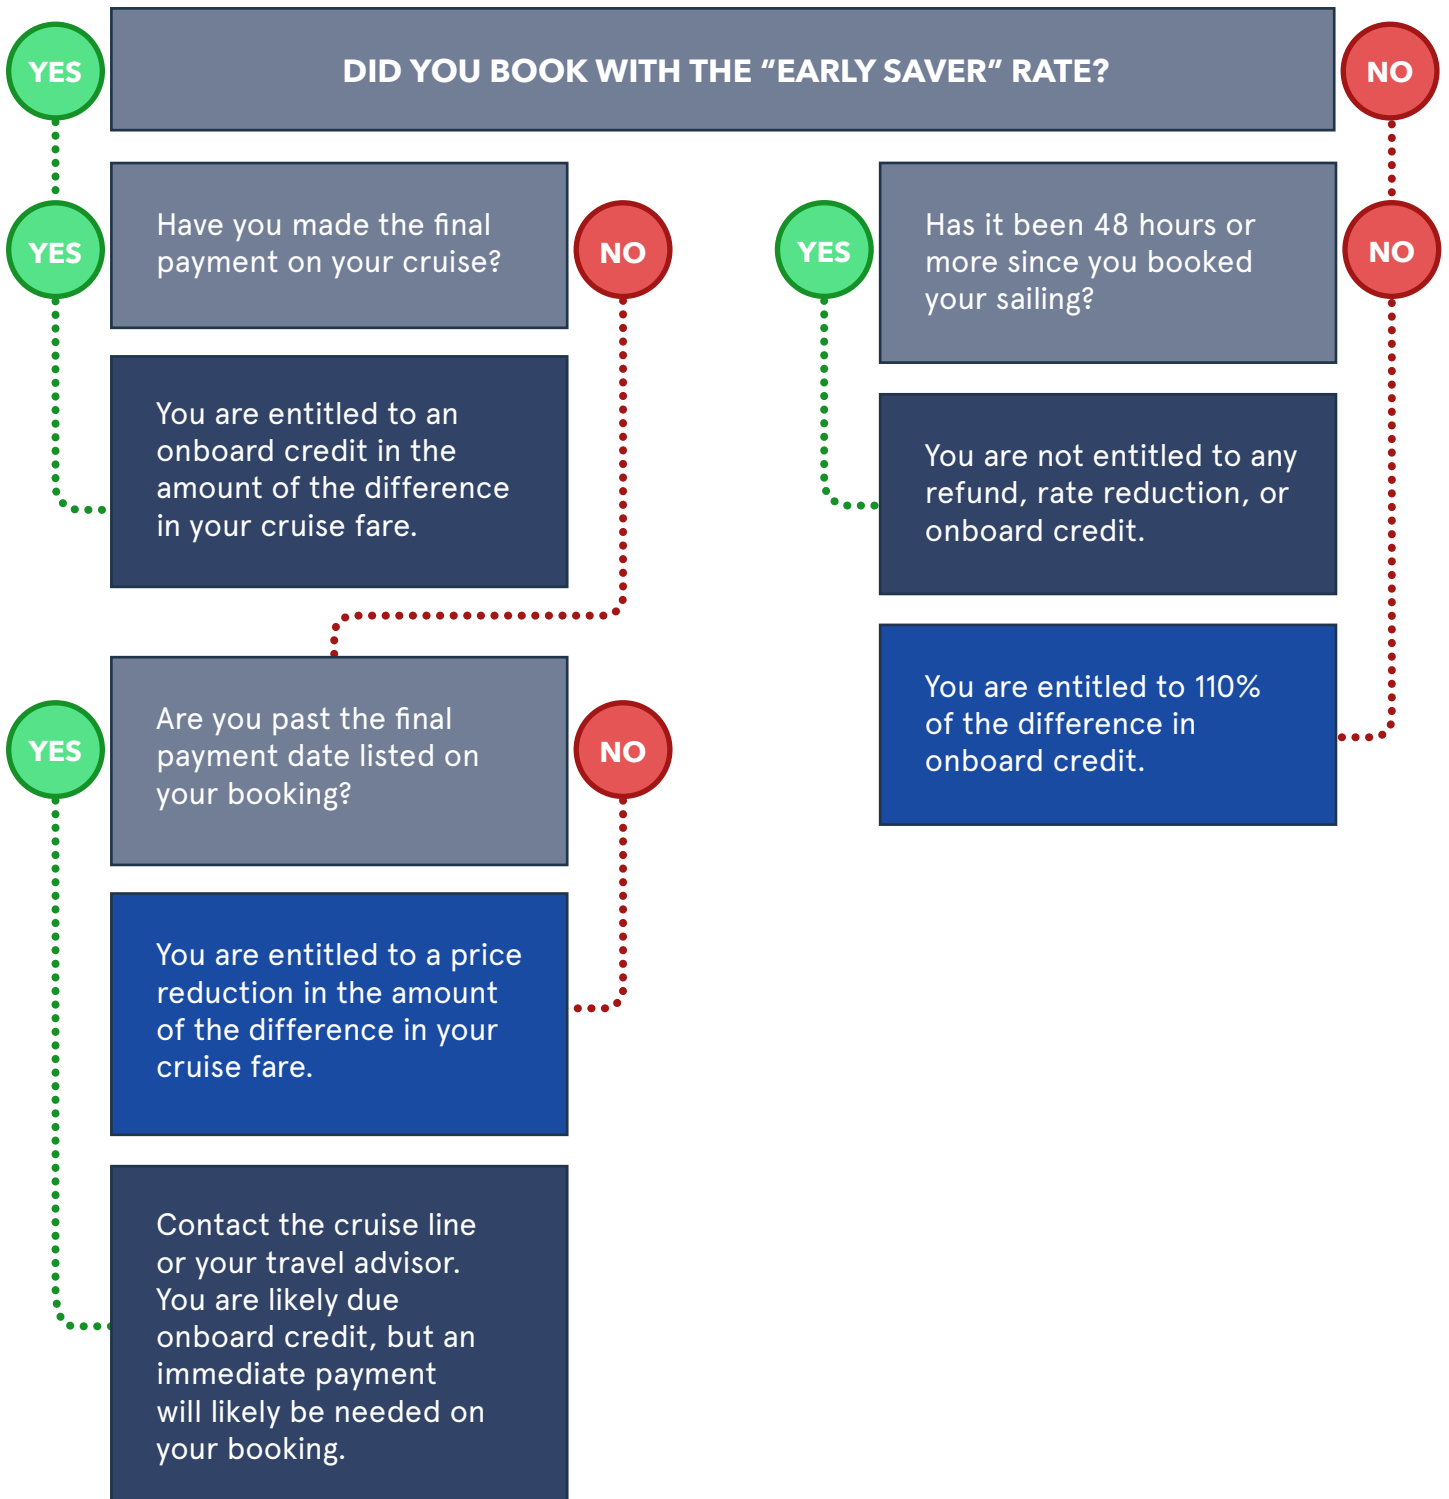 YES
DID YOU BOOK WITH THE “EARLY SAVER” RATE?
NO
YES
Have you made the final
payment on your cruise?
NO
You are entitled to an
onboard credit in the
amount of the difference
in your cruise fare.
YES
Are you past the final
payment date listed on
your booking?
NO
You are entitled to a price
reduction in the amount
of the difference in your
cruise fare.
Contact the cruise line
or your travel advisor.
You are likely due
onboard credit, but an
immediate payment
will likely be needed on
your booking.
YES
Has it been 48 hours or
more since you booked
your sailing?
NO
You are not entitled to any
refund, rate reduction, or
onboard credit.
You are entitled to 110%
of the difference in
onboard credit.